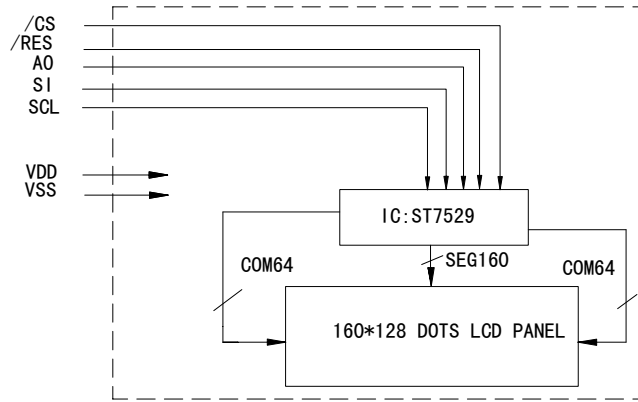 /CS
/RES
A0
SI
SCL
VDD
VSS
IC:ST7529
SEG160
COM64
COM64
160*128 DOTS LCD PANEL